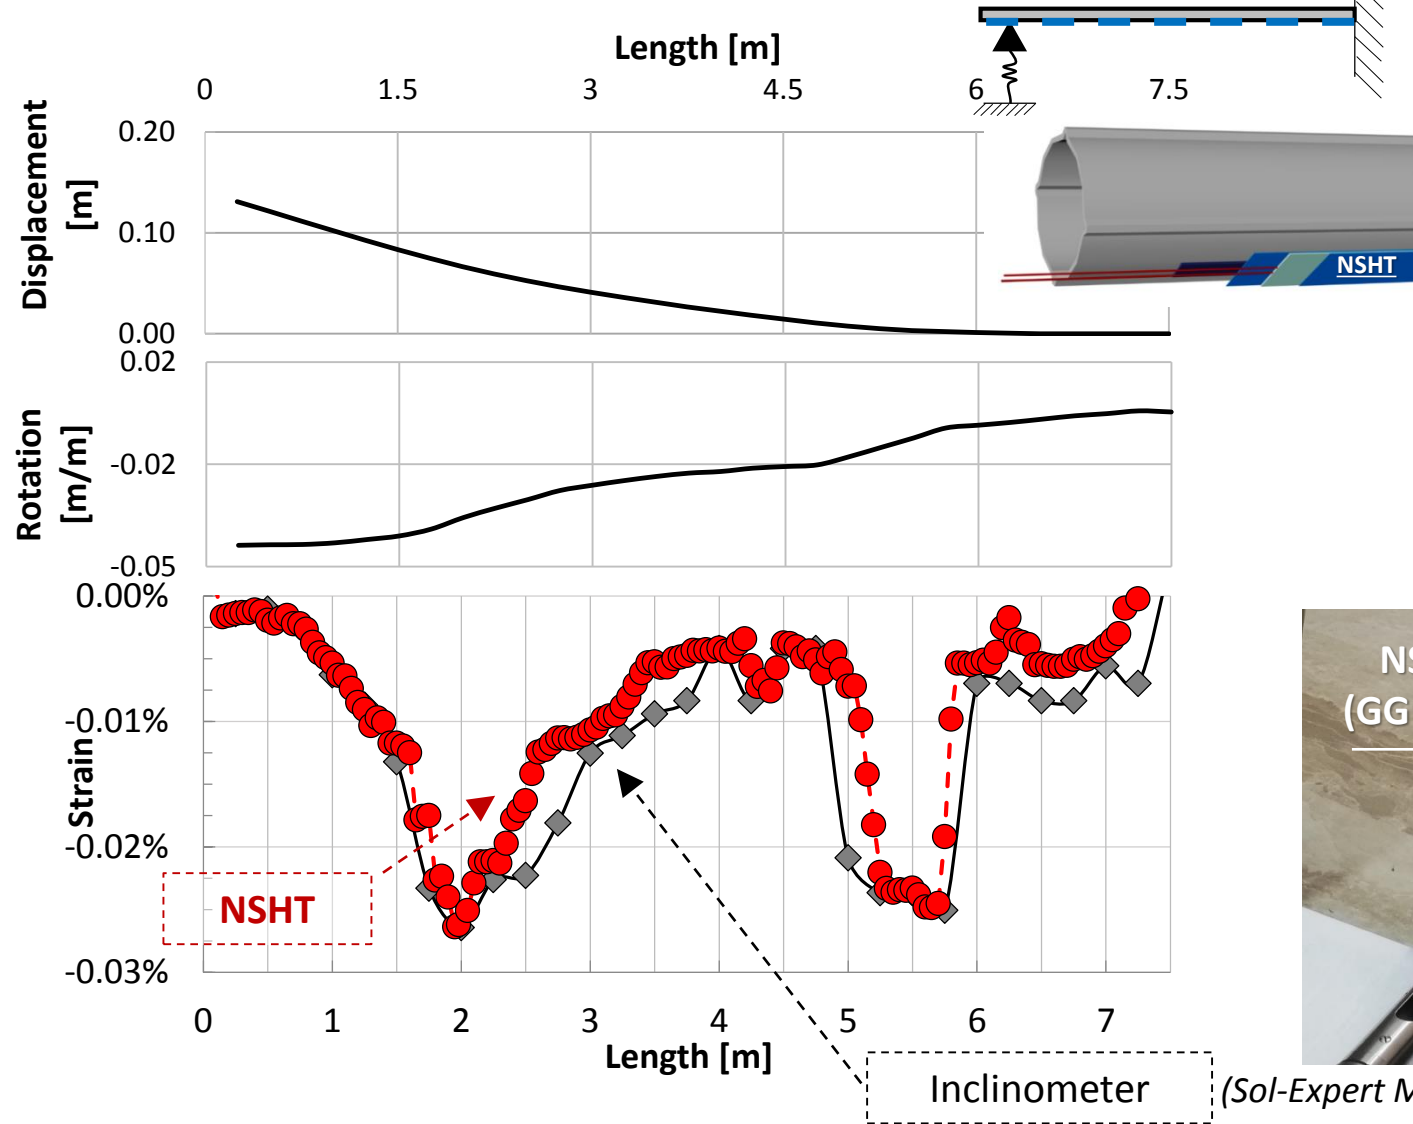 Length [m]
0 1.5 3 4.5 6 7.5
Displacement
[m]
0.20
0.10
0.00
NSHT
Rotation
[m/m]
0.02
-0.02
-0.05
Strain
0.00%
-0.01%
-0.02%
-0.03%
NSHT
0 1 2 3 4 5 6 7
Length [m]
Inclinometer
(Sol-Expert M
NS
(GG